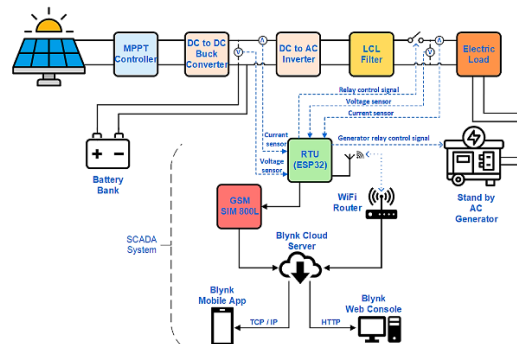 MPPT
Controller
DC to DC
Buck
Converter
V
A
DC to AC
Inverter
LCL
Filter
V
A
Electric
Load
Relay control signal
Voltage sensor
Current sensor
Generator relay control signal
Current
sensor
Voltage
sensor
RTU
(ESP32)
Battery
Bank
Stand by
AC
Generator
GSM
SIM 800L
WiFi
Router
SCADA
System
Blynk Cloud
Server
Blynk
Mobile App
TCP / IP
HTTP
Blynk
Web Console